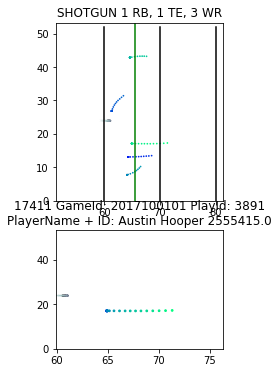 SHOTGUN 1 RB, 1 TE, 3 WR
50
40
30
20
10
0
60 70 80
17411 GameId: 2017100101 PlayId: 3891
PlayerName + ID: Austin Hooper 2555415.0
40
20
0
60 65 70 75